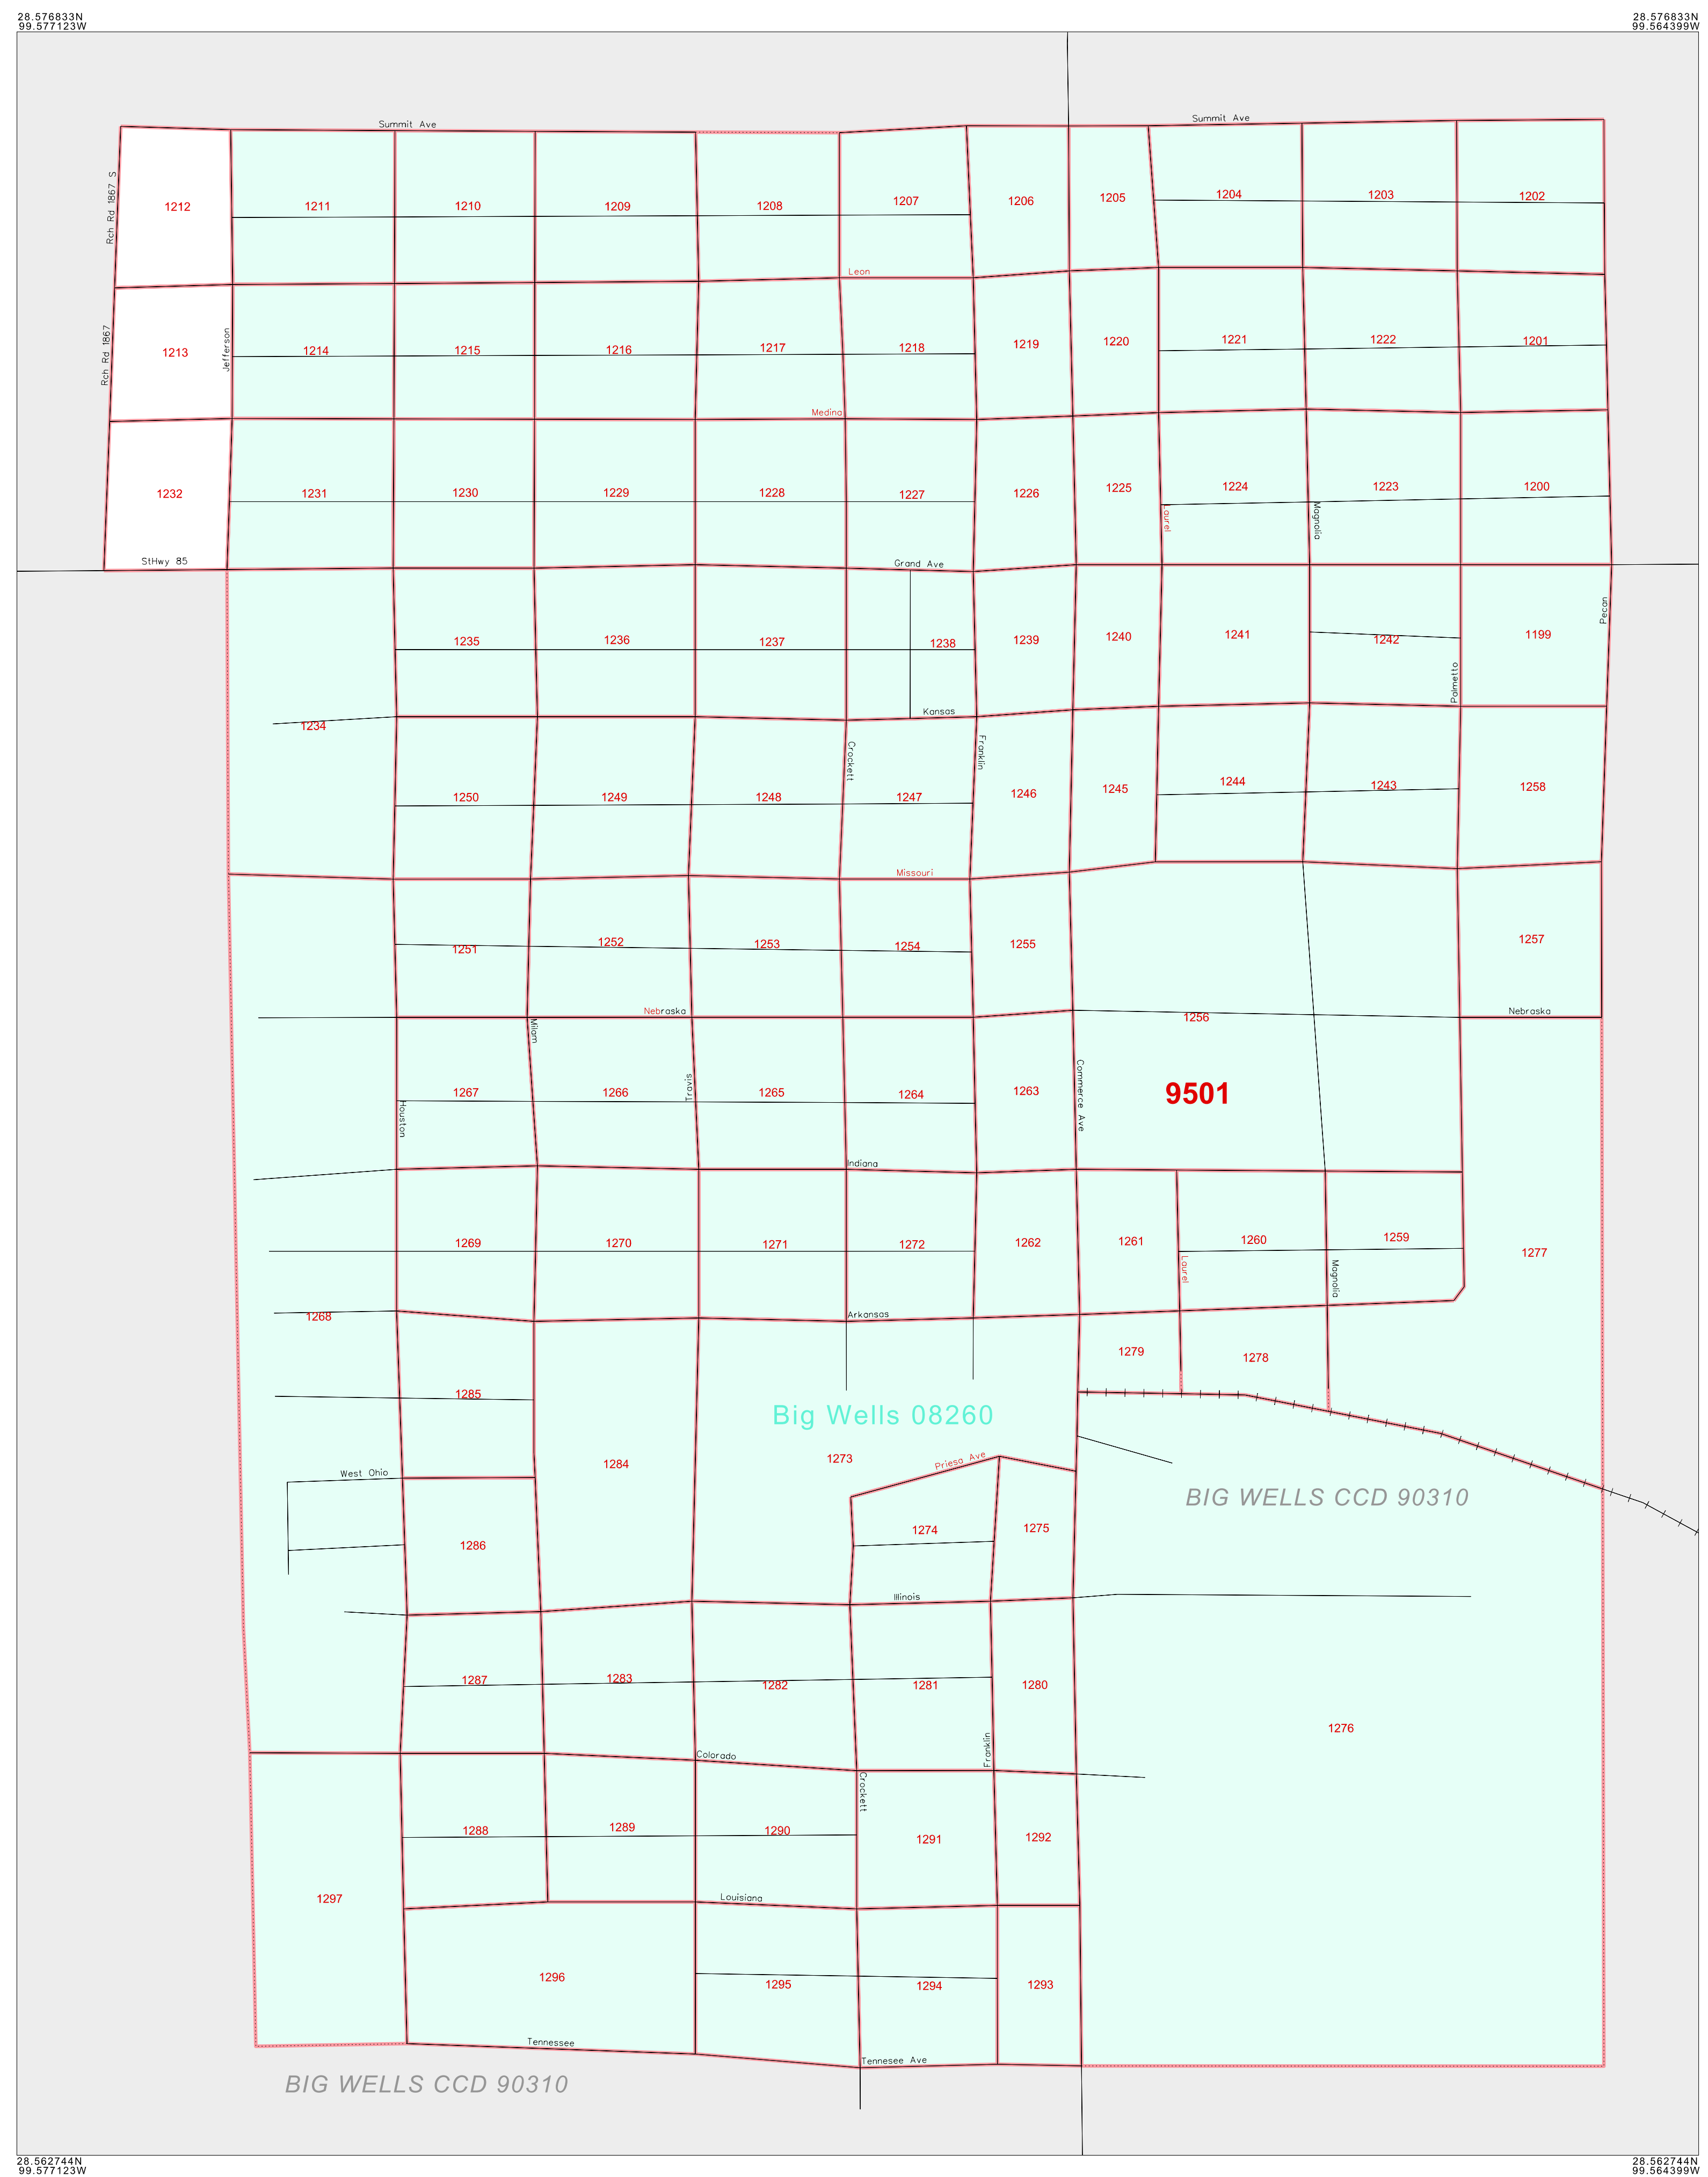 28.576833N
99.577123W
28.576833N
99.564399W
Summit Ave
Summit Ave
Rch Rd 1867 S
1212
1211
1210
1209
1208
1207
1206
1205
1204
1203
1202
Leon
Rch Rd 1867
1213
Jefferson
1214
1215
1216
1217
1218
1219
1220
1221
1222
1201
Medina
1232
1231
1230
1229
1228
1227
1226
1225
1224
1223
1200
Laurel
Magnolia
StHwy 85
Grand Ave
Pecan
1235
1236
1237
1238
1239
1240
1241
1242
1199
Palmetto
Kansas
1234
Crockett
Franklin
1250
1249
1248
1247
1246
1245
1244
1243
1258
Missouri
1251
1252
1253
1254
1255
1257
Nebraska
1256
Nebraska
Milam
Travis
Commerce Ave
9501
1267
1266
1265
1264
1263
Houston
Indiana
1269
1270
1271
1272
1262
1261
1260
1259
1277
Laurel
Magnolia
Arkansas
1268
1279
1278
1285
Big Wells 08260
1284
1273
Priesa Ave
West Ohio
BIG WELLS CCD 90310
1286
1274
1275
Illinois
1287
1283
1282
1281
1280
1276
Franklin
Colorado
Crockett
1288
1289
1290
1291
1292
1297
Louisiana
1296
1295
1294
1293
Tennessee
Tennesee Ave
BIG WELLS CCD 90310
28.562744N
99.577123W
28.562744N
99.564399W